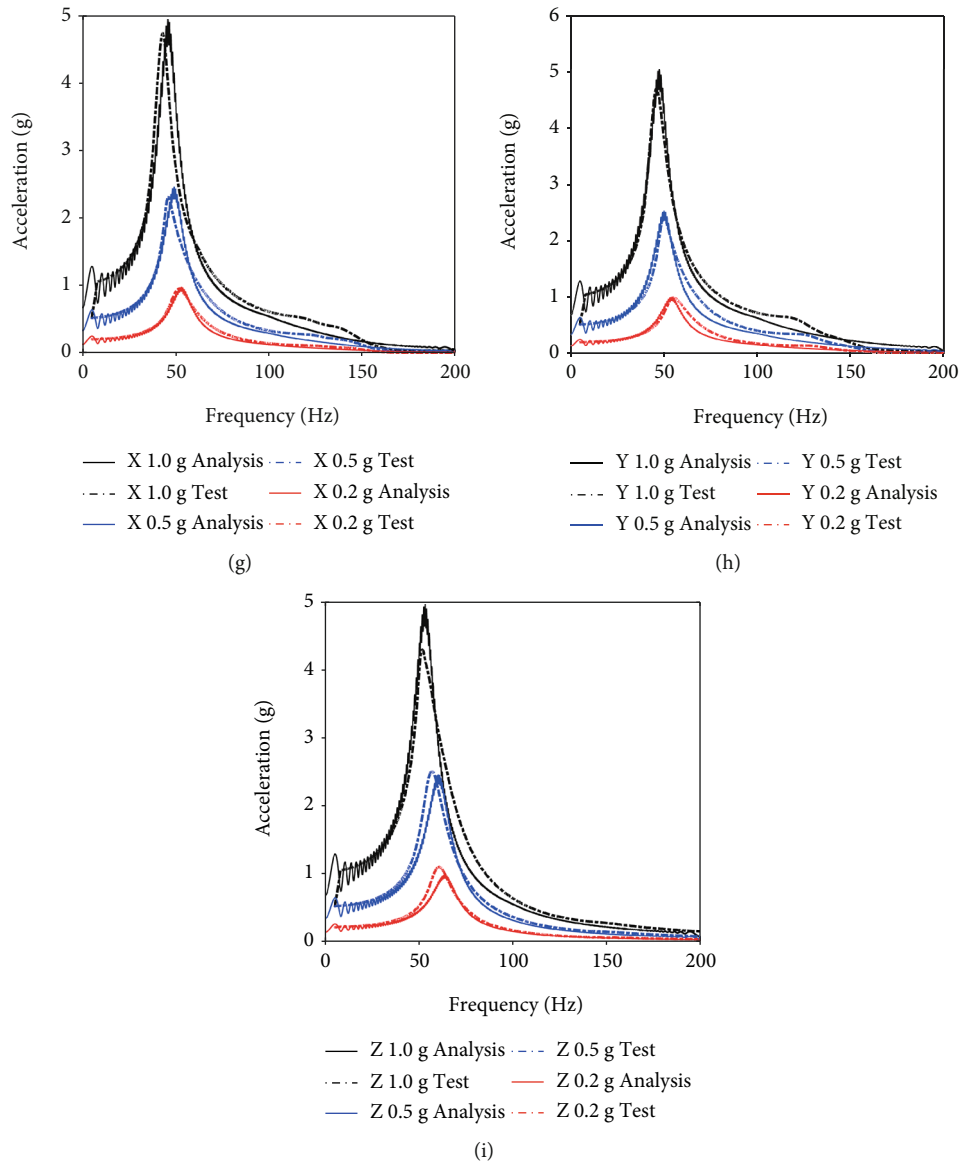 5
4
3
2
1
0
0
50
100
150
200
Acceleration (g)
Frequency (Hz)
X 1.0 g Analysis
X 0.5 g Test
X 1.0 g Test
X 0.2 g Analysis
X 0.5 g Analysis
X 0.2 g Test
(g)
6
5
4
3
2
1
0
0
50
100
150
200
Acceleration (g)
Frequency (Hz)
Y 1.0 g Analysis
Y 0.5 g Test
Y 1.0 g Test
Y 0.2 g Analysis
Y 0.5 g Analysis
Y 0.2 g Test
(h)
5
4
3
2
1
0
0
50
100
150
200
Acceleration (g)
Frequency (Hz)
Z 1.0 g Analysis
Z 0.5 g Test
Z 1.0 g Test
Z 0.2 g Analysis
Z 0.5 g Analysis
Z 0.2 g Test
(i)